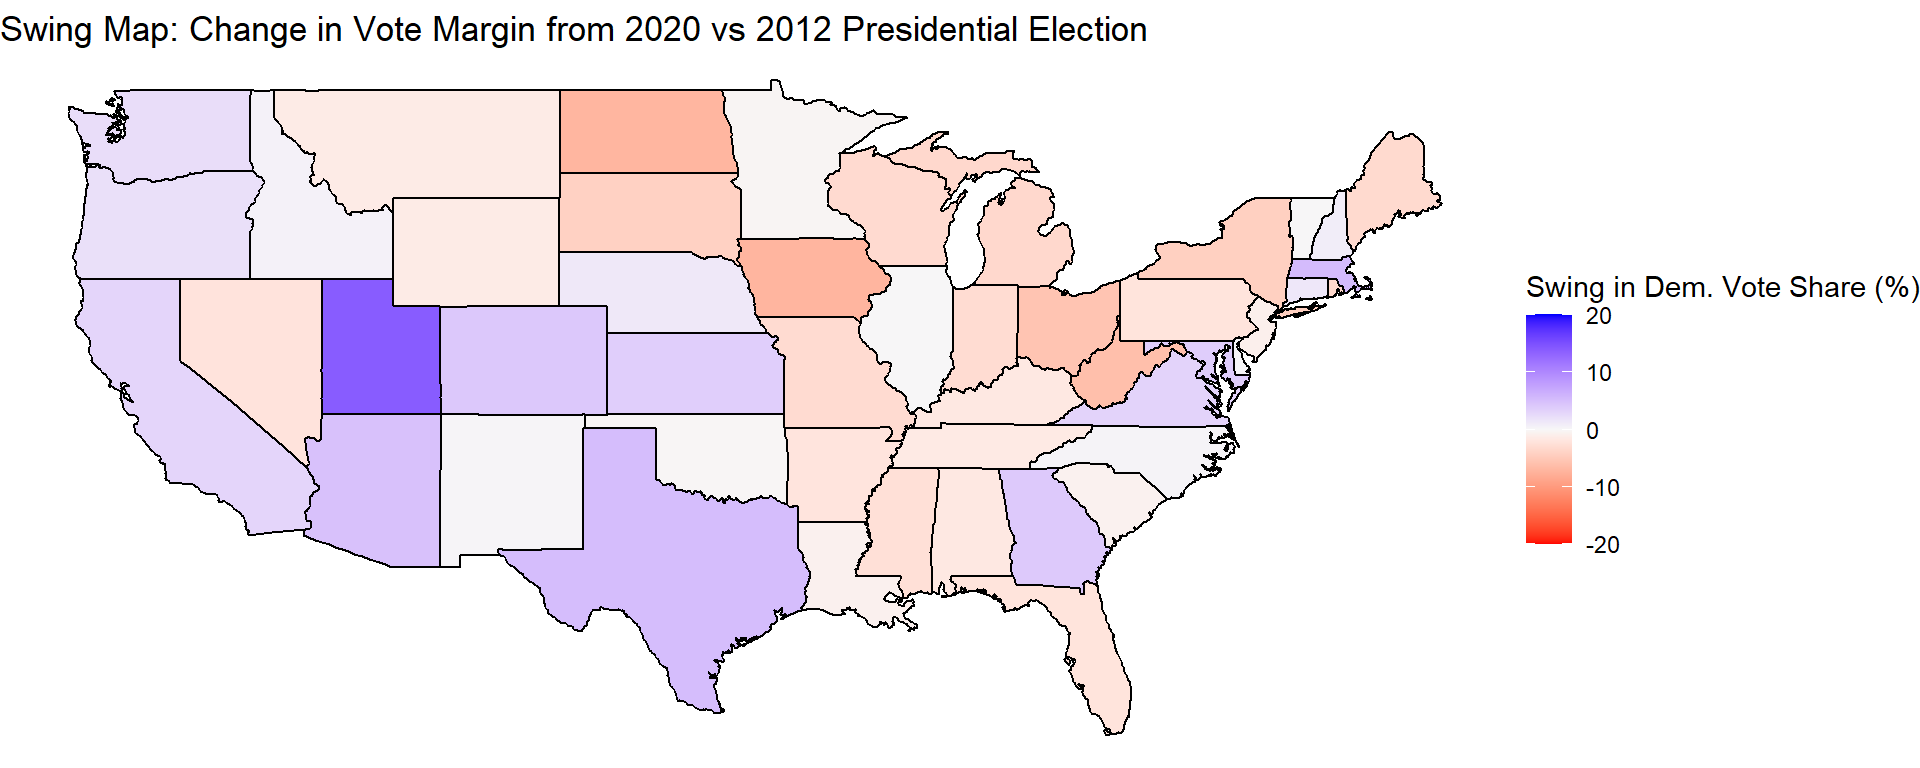 Swing Map: Change in Vote Margin from 2020 vs 2012 Presidential Election
Swing in Dem. Vote Share (%)
20
10
0
-10
-20